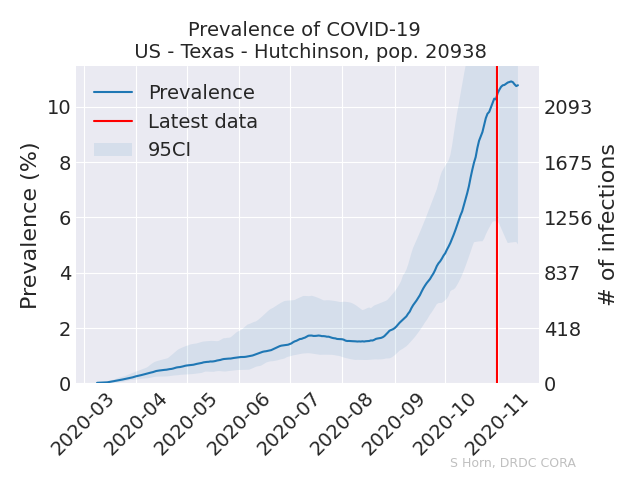 Prevalence of COVID-19
US - Texas - Hutchinson, pop. 20938
Prevalence
Latest data
95CI
Prevalence (%)
10
8
6
4
2
0
2093
1675
1256
837
418
0
# of infections
2020-03
2020-04
2020-05
2020-06
2020-07
2020-08
2020-09
2020-10
2020-11
S Horn, DRDC CORA